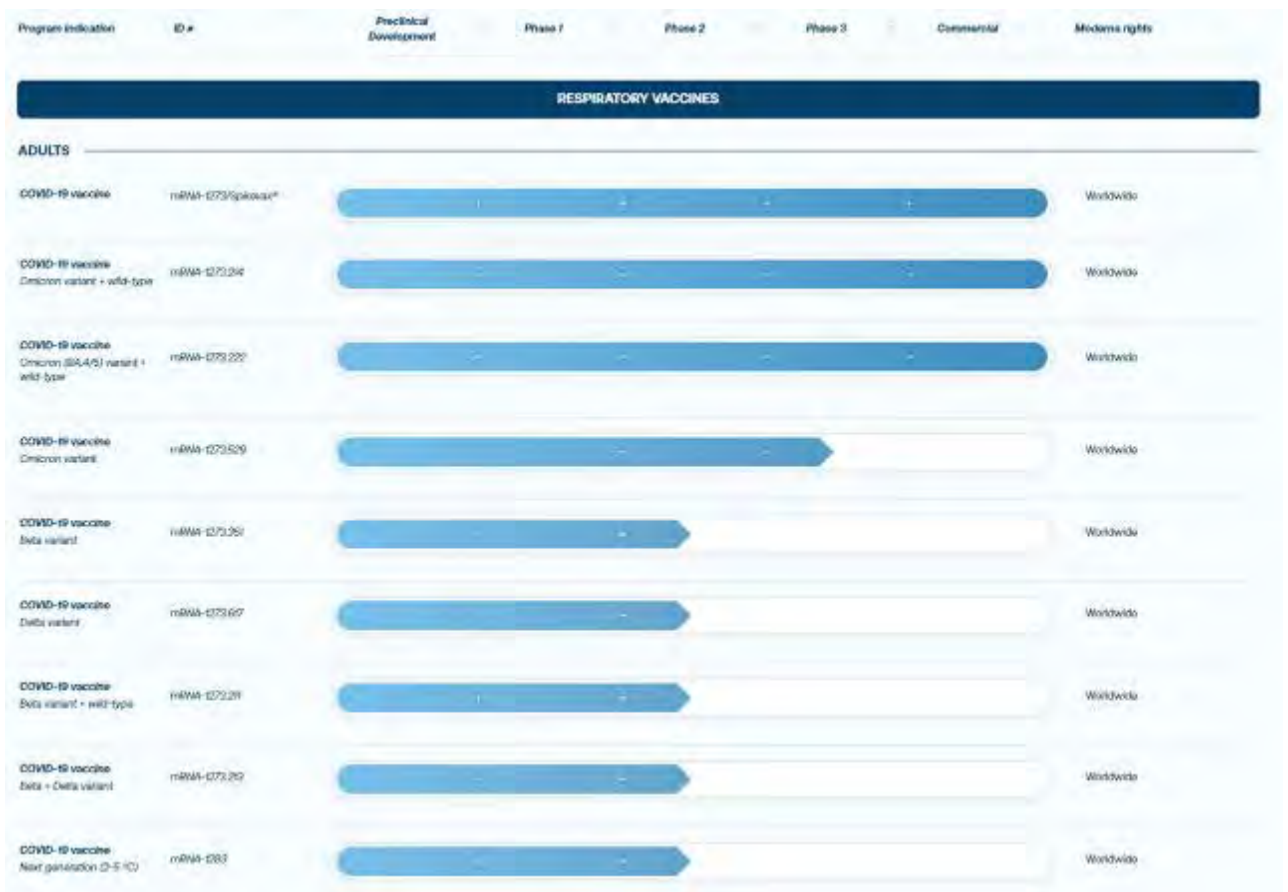 Program indication ID # Preclinical Development Phase 1 Phase 2 Phase 3 Commercial Moderna rights
RESPIRATORY VACCINES
ADULTS
COVID-19 vaccine mRNA-1273/Spikevax® Worldwide
COVID-19 vaccine
Omicron variant + wild-type mRNA-1273.214 Worldwide
COVID-19 vaccine
Omicron (BA.4/5) variant + mRNA-1273.222 Worldwide
wild-type
COVID-19 vaccine
Omicron variant mRNA-1273.529 Worldwide
COVID-19 vaccine
Beta variant mRNA-1273.351 Worldwide
COVID-19 vaccine
Delta variant mRNA-1273.617 Worldwide
COVID-19 vaccine
Beta variant + wild-type mRNA-1273.211 Worldwide
COVID-19 vaccine
Beta + Delta variant mRNA-1273.213 Worldwide
COVID-19 vaccine
Next generation (2-5 ºC) mRNA-1283 Worldwide